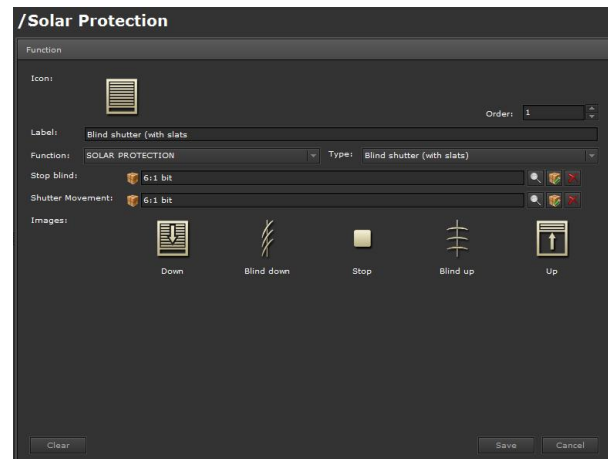 /Solar Protection
Function
Icon:
Order: 1
Label: Blind shutter (with slats
Function: SOLAR PROTECTION Type: Blind shutter (with slats)
Stop blind: 6:1 bit
Shutter Movement: 6:1 bit
Images:
Down Blind down Stop Blind up Up
Clear Save Cancel